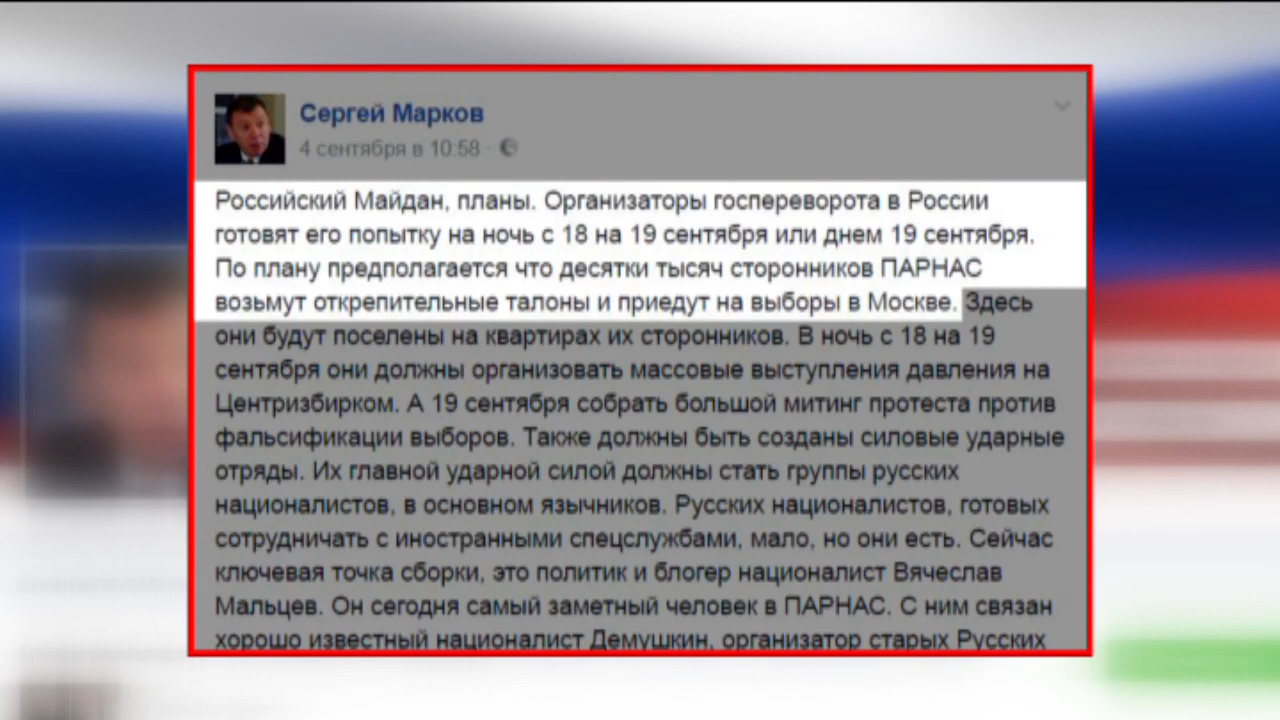 Сергей Марков
4 сентября в 10:58 ·
Российский Майдан, планы. Организаторы госпереворота в России
готовят его попытку на ночь с 18 на 19 сентября или днем 19 сентября.
По плану предполагается что десятки тысяч сторонников ПАРНАС
возьмут открепительные талоны и приедут на выборы в Москве. Здесь
они будут поселены на квартирах их сторонников. В ночь с 18 на 19
сентября они должны организовать массовые выступления давления на
Центризбирком. А 19 сентября собрать большой митинг протеста против
фальсификации выборов. Также должны быть созданы силовые ударные
отряды. Их главной ударной силой должны стать группы русских
националистов, в основном язычников. Русских националистов, готовых
сотрудничать с иностранными спецслужбами, мало, но они есть. Сейчас
ключевая точка сборки, это политик и блогер националист Вячеслав
Мальцев. Он сегодня самый заметный человек в ПАРНАС. С ним связан
хорошо известный националист Демушкин, организатор старых Русских